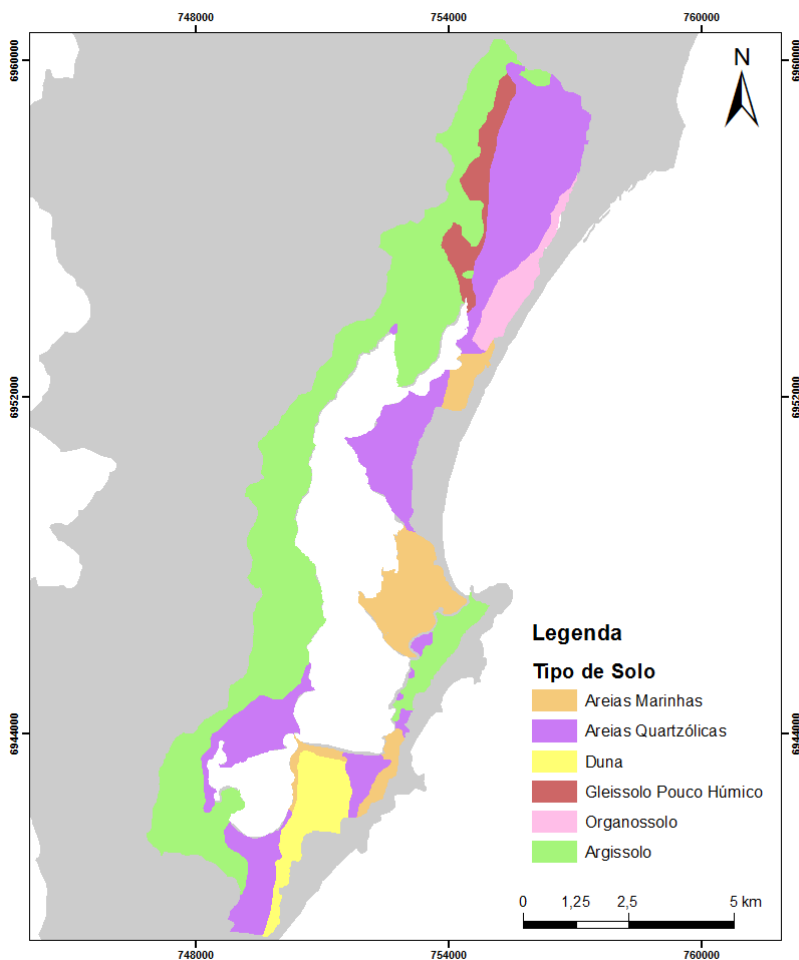 748000 754000 760000
6960000 6960000
N
6952000 6952000
Legenda
Tipo de Solo
Areias Marinhas
Areias Quartzólicas
Duna
Gleissolo Pouco Húmico
Organossolo
Argissolo
6944000 6944000
0 1,25 2,5 5 km
748000 754000 760000